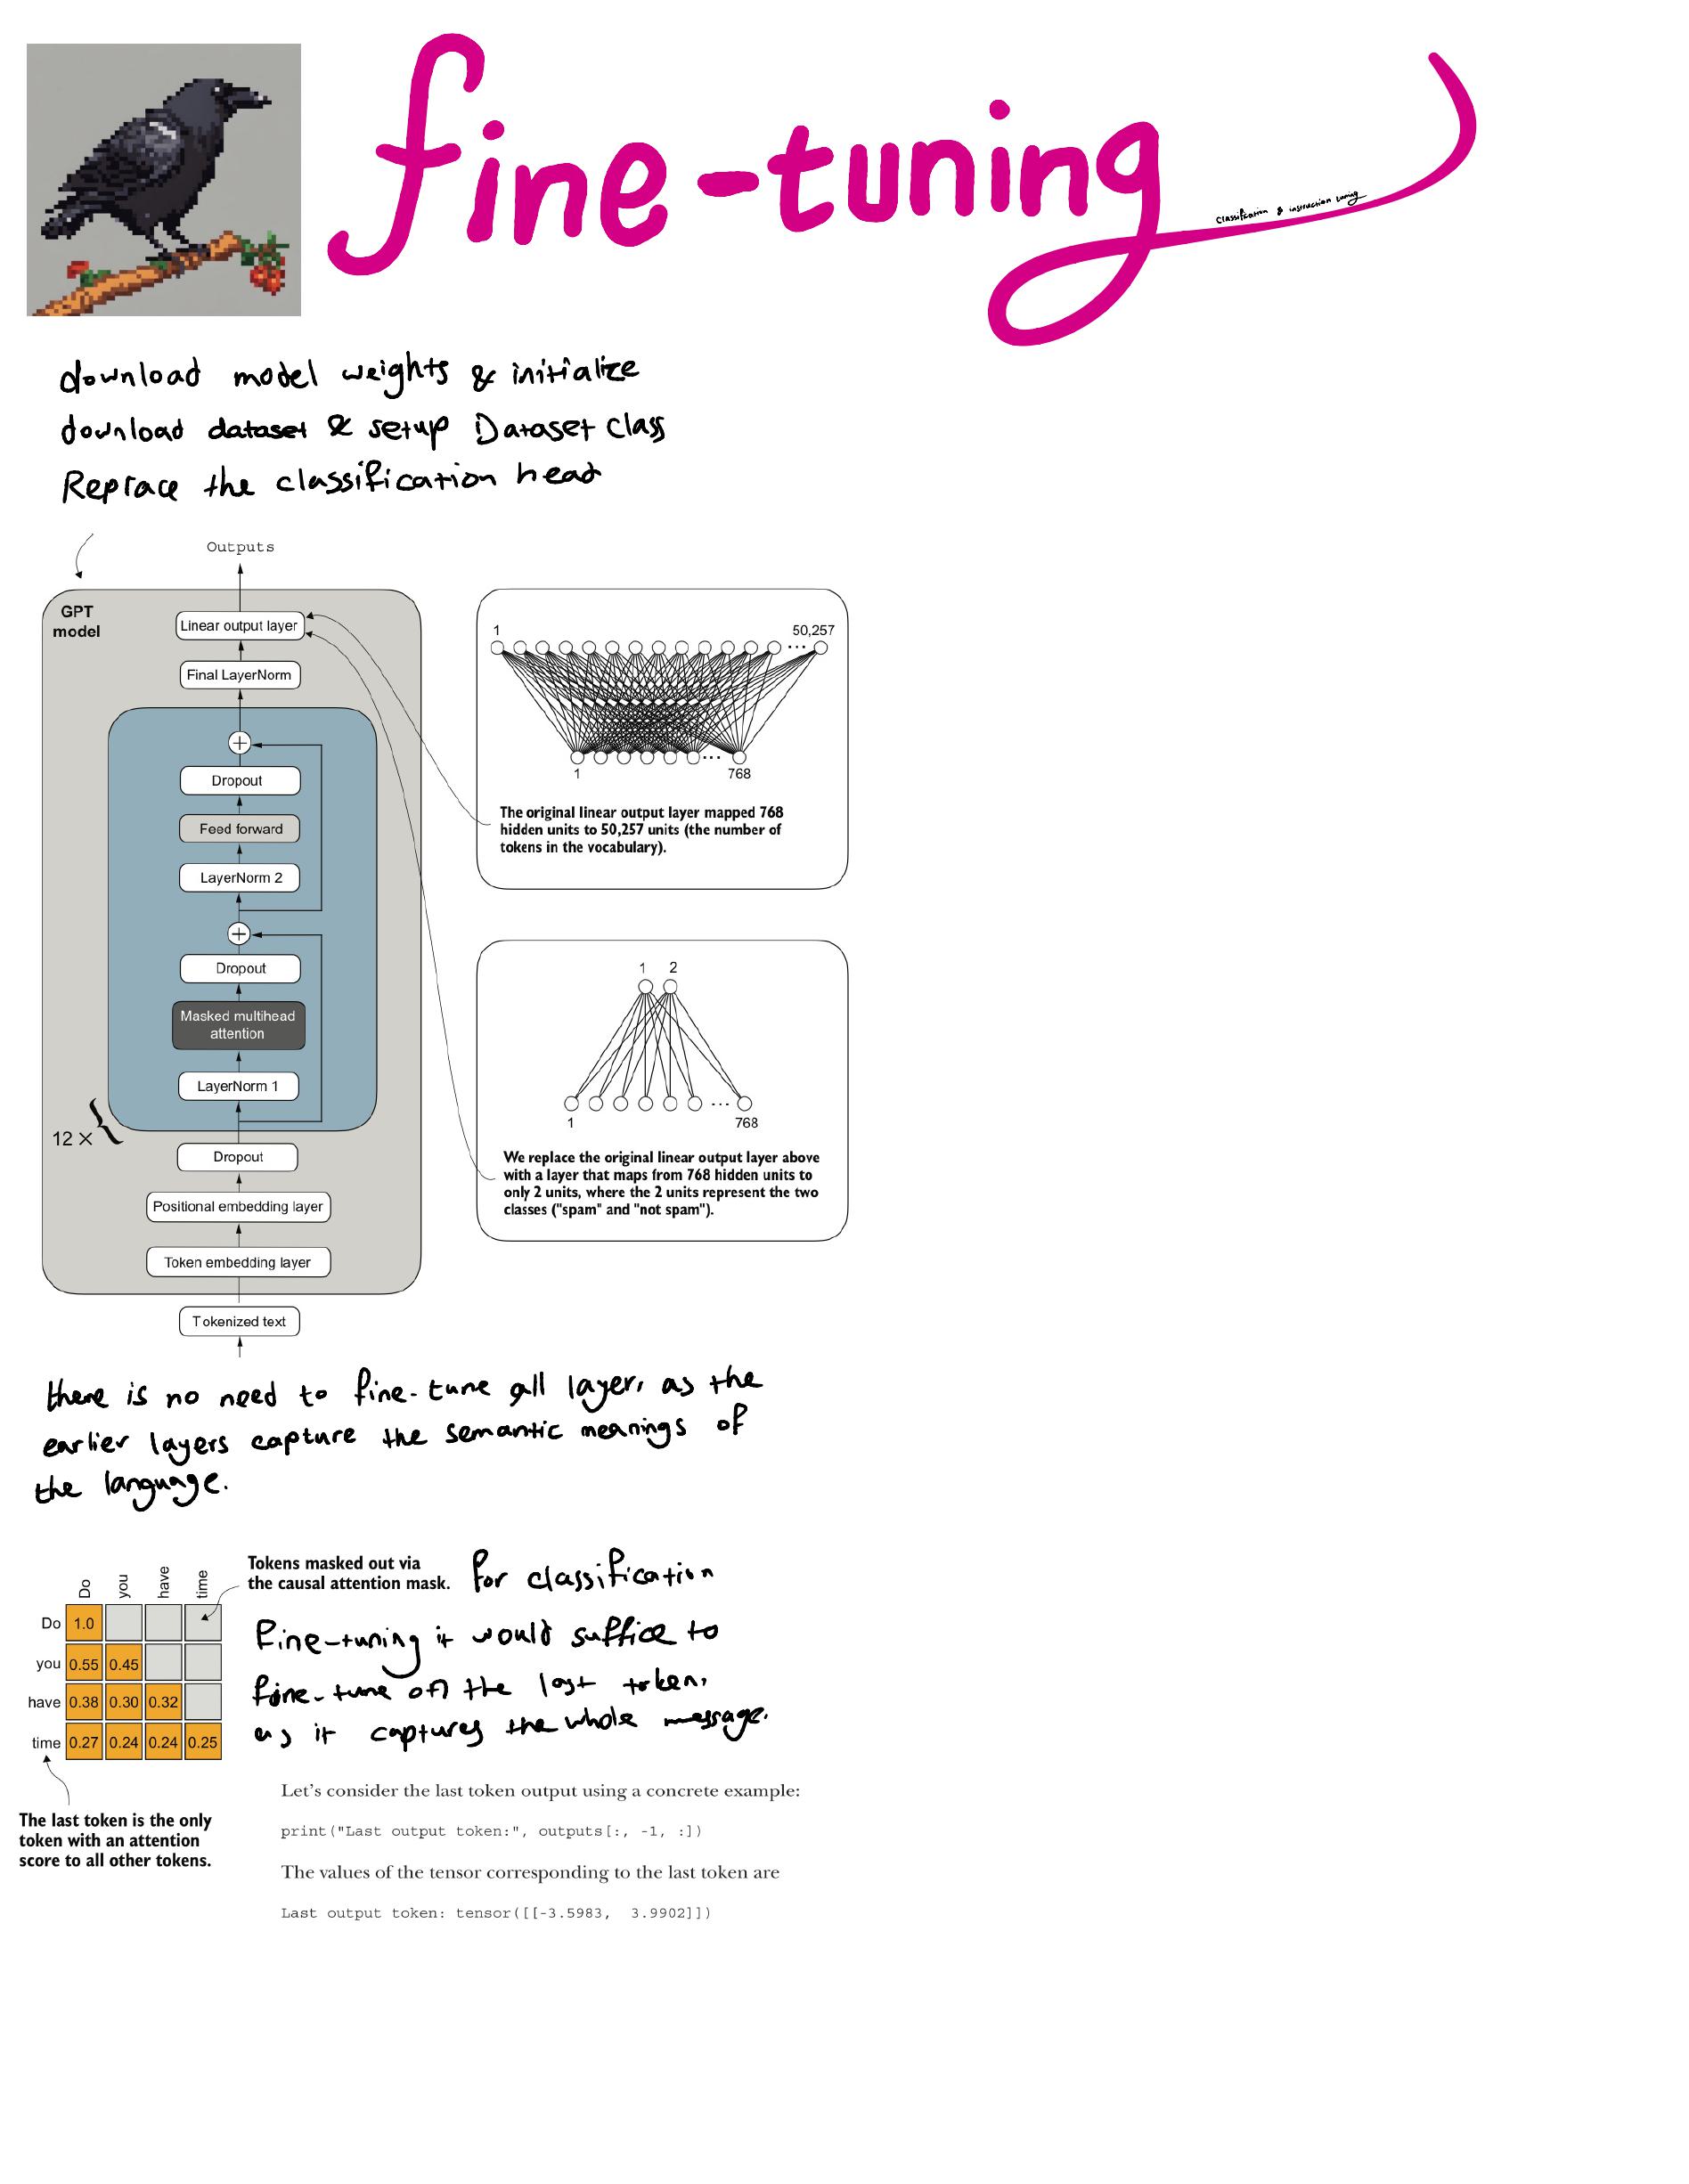 fine-tuning
classification & instruction tuning
download model weights & initialize
download dataset & setup Dataset class
Replace the classification head
Outputs
GPT
model
Linear output layer
Final LayerNorm
Dropout
Feed forward
LayerNorm 2
Dropout
Masked multihead
attention
LayerNorm 1
12 ×
Dropout
Positional embedding layer
Token embedding layer
Tokenized text
1 50,257
1 768
The original linear output layer mapped 768
hidden units to 50,257 units (the number of
tokens in the vocabulary).
1 2
1 768
We replace the original linear output layer above
with a layer that maps from 768 hidden units to
only 2 units, where the 2 units represent the two
classes ("spam" and "not spam").
there is no need to fine-tune all layer, as the
earlier layers capture the semantic meanings of
the language.
Do you have time
Do 1.0
you 0.55 0.45
have 0.38 0.30 0.32
time 0.27 0.24 0.24 0.25
Tokens masked out via
the causal attention mask.
The last token is the only
token with an attention
score to all other tokens.
for classification
Fine-tuning it would suffice to
fine-tune on the last token,
as it captures the whole message.
Let's consider the last token output using a concrete example:
print("Last output token:", outputs[:, -1, :])
The values of the tensor corresponding to the last token are
Last output token: tensor([[-3.5983, 3.9902]])